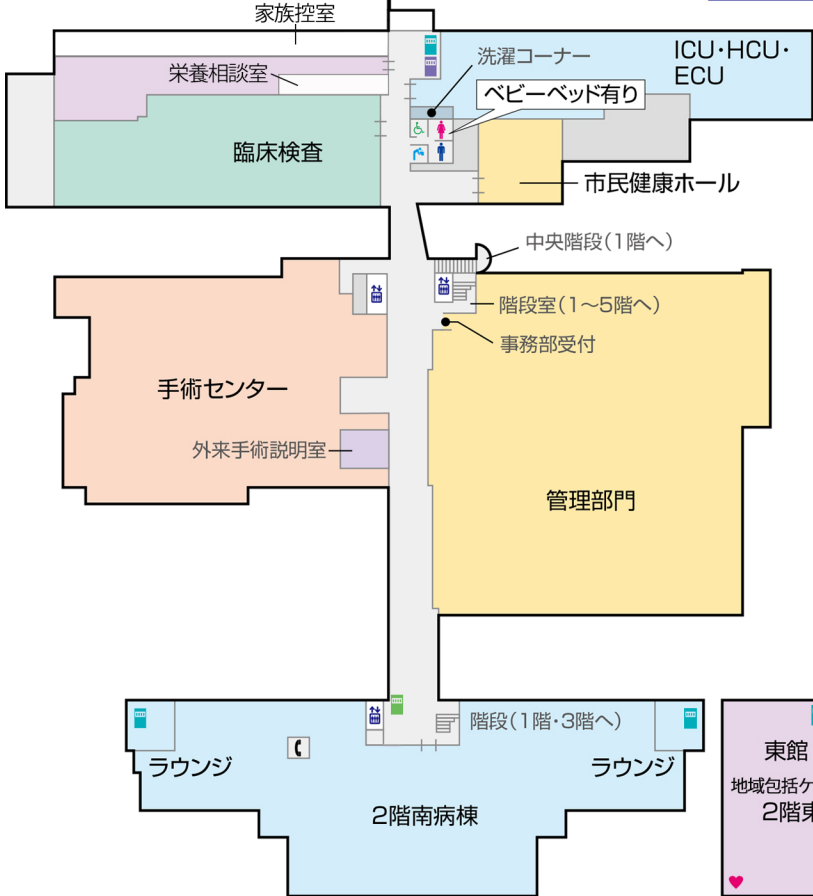 家族控室
栄養相談室
洗濯コーナー
ICU・HCU・
ECU
ベビーベッド有り
臨床検査
市民健康ホール
中央階段(1階へ)
階段室(1〜5階へ)
事務部受付
手術センター
外来手術説明室
管理部門
階段(1階・3階へ)
ラウンジ
ラウンジ
2階南病棟
東館
地域包括ケ
2階東